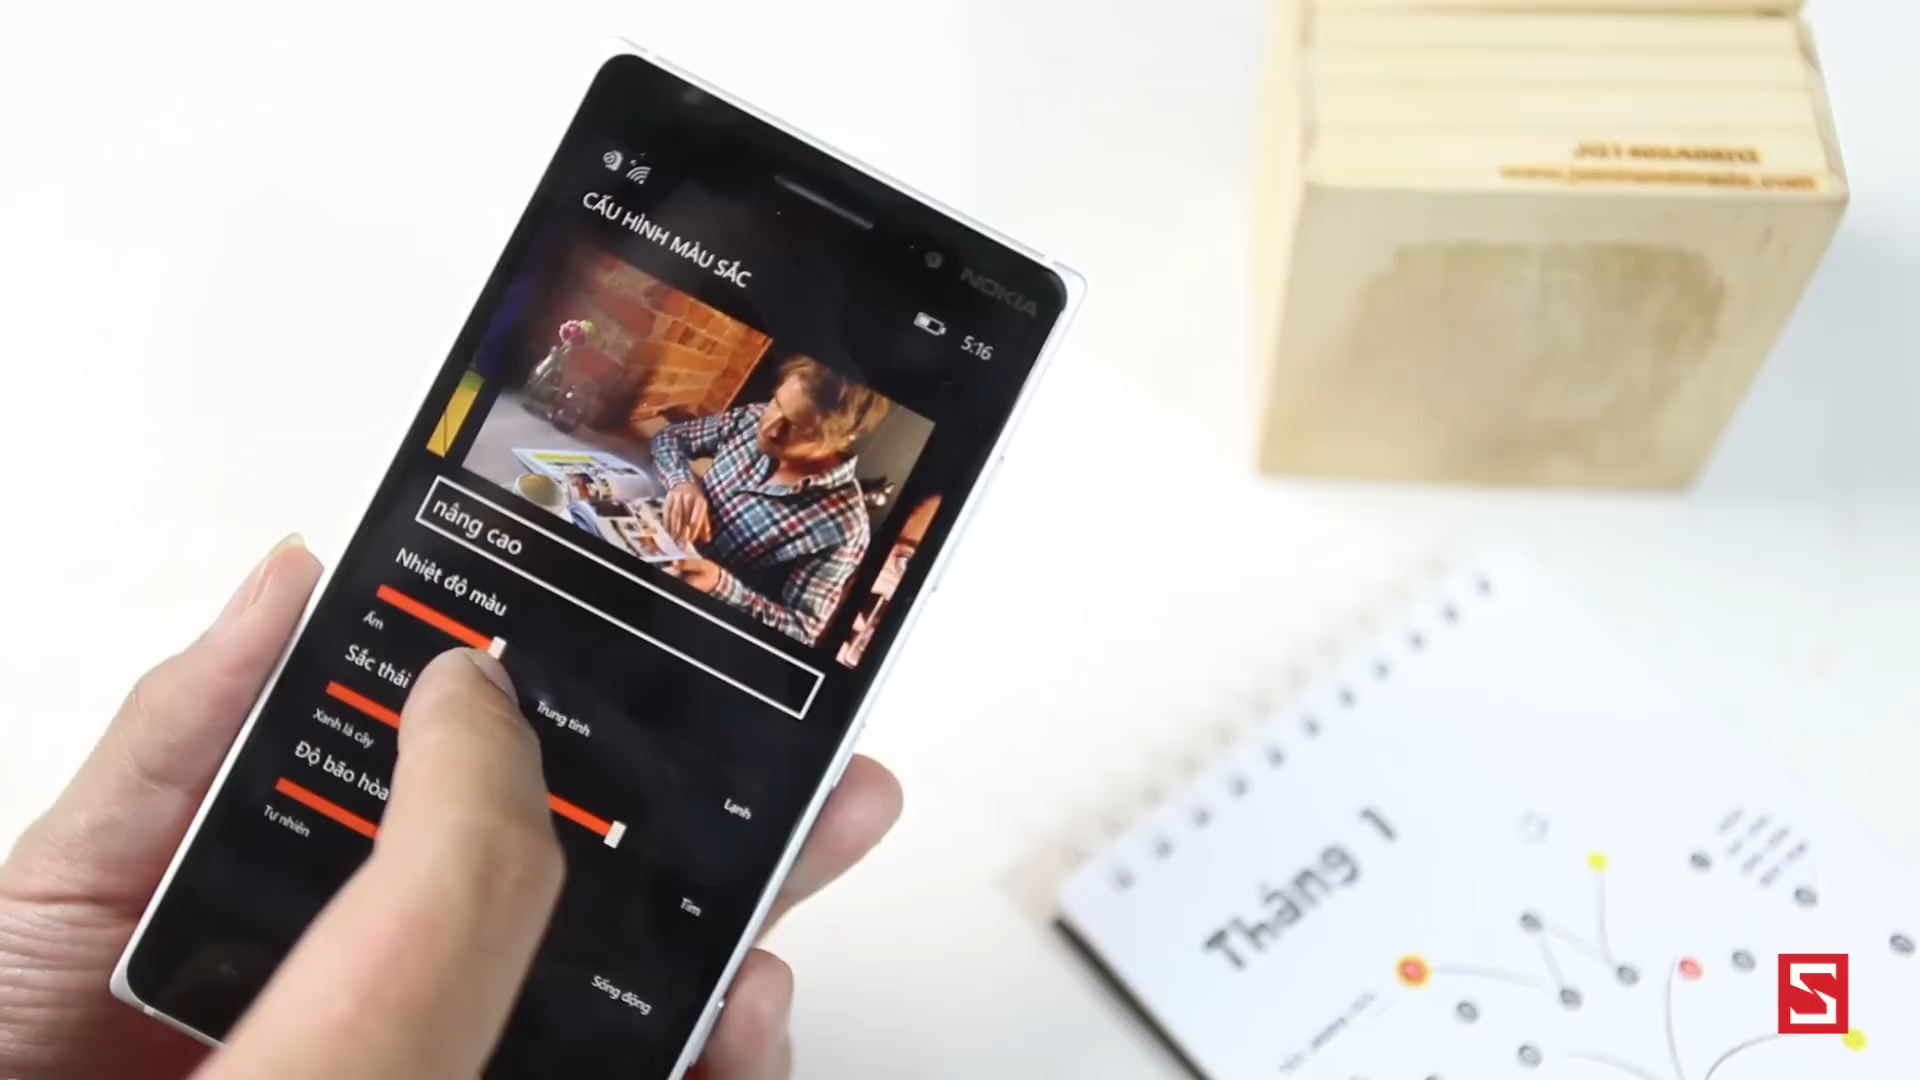 CẤU HÌNH MÀU SẮC
NOKIA
5:16
nâng cao
Nhiệt độ màu
Ấm
Trung tính
Lạnh
Sắc thái
Xanh lá cây
Tím
Độ bão hòa
Tự nhiên
Sống động
Tháng 1
S